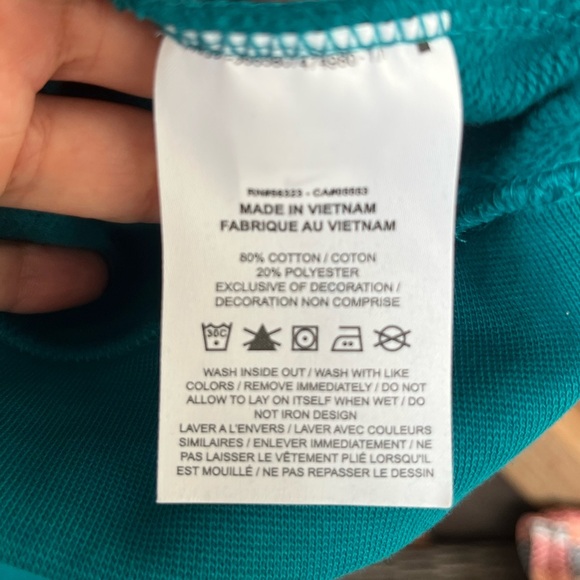 RN#56323 - CA#05553
MADE IN VIETNAM
FABRIQUE AU VIETNAM
80% COTTON / COTON
20% POLYESTER
EXCLUSIVE OF DECORATION /
DECORATION NON COMPRISE
30C
WASH INSIDE OUT / WASH WITH LIKE
COLORS / REMOVE IMMEDIATELY / DO NOT
ALLOW TO LAY ON ITSELF WHEN WET / DO
NOT IRON DESIGN
LAVER A L'ENVERS / LAVER AVEC COULEURS
SIMILAIRES / ENLEVER IMMEDIATEMENT / NE
PAS LAISSER LE VÊTEMENT PLIÉ LORSQU'IL
EST MOUILLÉ / NE PAS REPASSER LE DESSIN